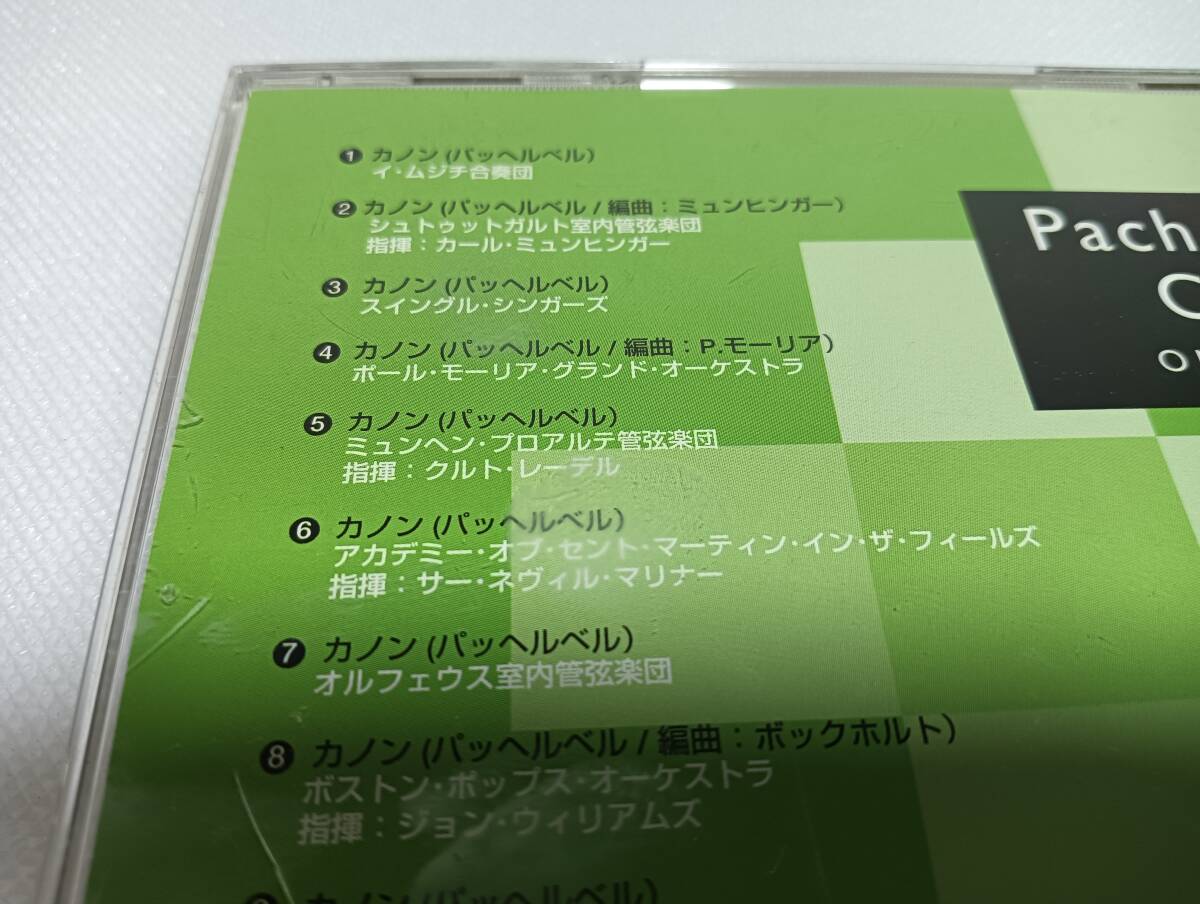 ❶ カノン (パッヘルベル)
イ・ムジチ合奏団
❷ カノン (パッヘルベル / 編曲：ミュンヒンガー)
シュトゥットガルト室内管弦楽団
指揮：カール・ミュンヒンガー
❸ カノン (パッヘルベル)
スイングル・シンガーズ
❹ カノン (パッヘルベル / 編曲：P.モーリア)
ポール・モーリア・グランド・オーケストラ
❺ カノン (パッヘルベル)
ミュンヘン・プロアルテ管弦楽団
指揮：クルト・レーデル
❻ カノン (パッヘルベル)
アカデミー・オブ・セント・マーティン・イン・ザ・フィールズ
指揮：サー・ネヴィル・マリナー
❼ カノン (パッヘルベル)
オルフェウス室内管弦楽団
❽ カノン (パッヘルベル / 編曲：ボックホルト)
ボストン・ポップス・オーケストラ
指揮：ジョン・ウィリアムズ
カノン (パッヘルベル)
Pach